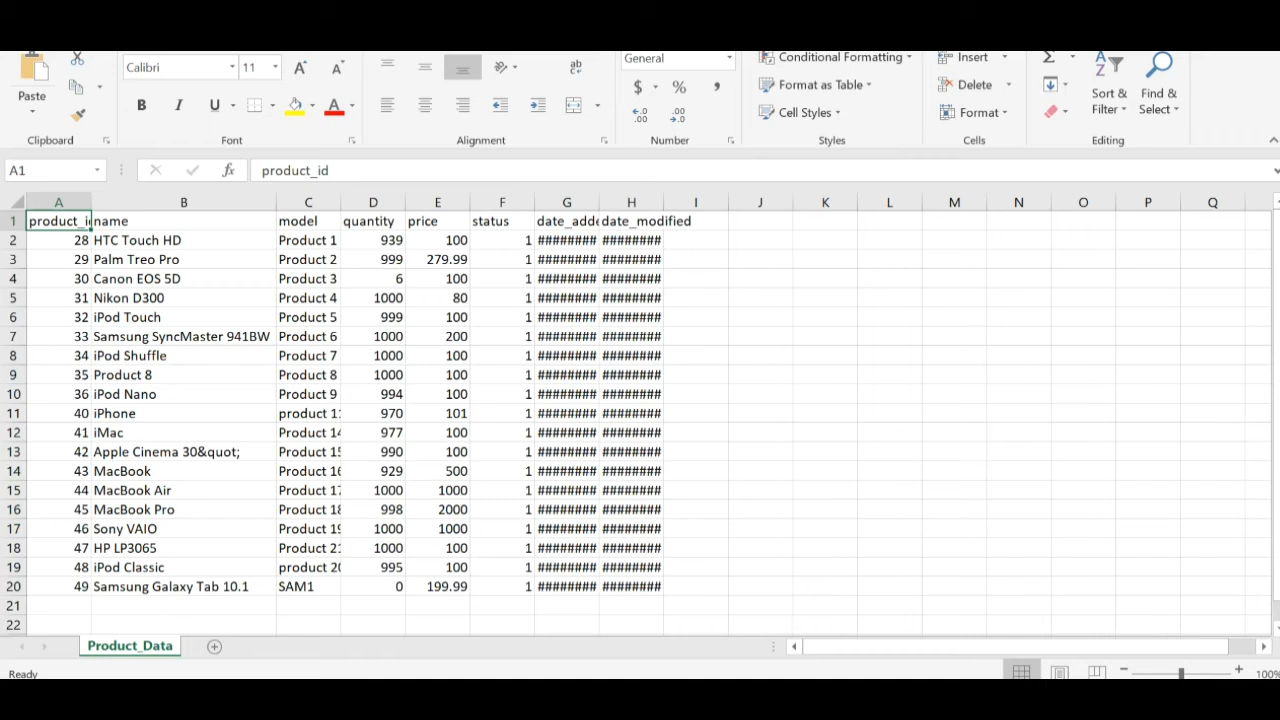 Calibri 11 General Conditional Formatting Insert Σ
Paste B I U A $ % , Format as Table Delete Sort & Filter Find & Select
Cell Styles Format
Clipboard Font Alignment Number Styles Cells Editing
A1 fx product_id
A B C D E F G H I J K L M N O P Q
1 product_i name model quantity price status date_adde date_modified
2 28 HTC Touch HD Product 1 939 100 1 ######## ########
3 29 Palm Treo Pro Product 2 999 279.99 1 ######## ########
4 30 Canon EOS 5D Product 3 6 100 1 ######## ########
5 31 Nikon D300 Product 4 1000 80 1 ######## ########
6 32 iPod Touch Product 5 999 100 1 ######## ########
7 33 Samsung SyncMaster 941BW Product 6 1000 200 1 ######## ########
8 34 iPod Shuffle Product 7 1000 100 1 ######## ########
9 35 Product 8 Product 8 1000 100 1 ######## ########
10 36 iPod Nano Product 9 994 100 1 ######## ########
11 40 iPhone product 11 970 101 1 ######## ########
12 41 iMac Product 14 977 100 1 ######## ########
13 42 Apple Cinema 30&quot; Product 15 990 100 1 ######## ########
14 43 MacBook Product 16 929 500 1 ######## ########
15 44 MacBook Air Product 17 1000 1000 1 ######## ########
16 45 MacBook Pro Product 18 998 2000 1 ######## ########
17 46 Sony VAIO Product 19 1000 1000 1 ######## ########
18 47 HP LP3065 Product 21 1000 100 1 ######## ########
19 48 iPod Classic product 20 995 100 1 ######## ########
20 49 Samsung Galaxy Tab 10.1 SAM1 0 199.99 1 ######## ########
21
22
Product_Data
Ready 100%